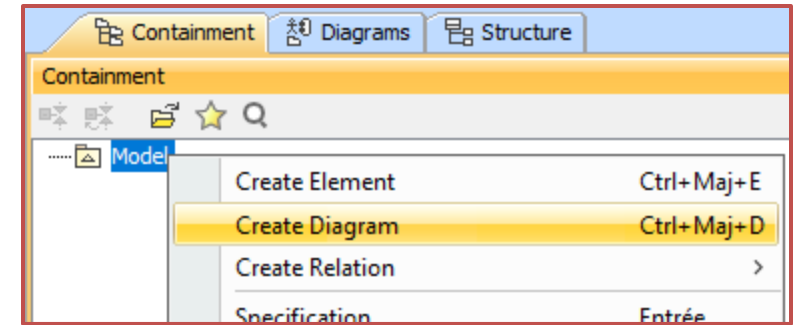 Containment Diagrams Structure
Containment
Model
Create Element Ctrl+Maj+E
Create Diagram Ctrl+Maj+D
Create Relation >
Specification Entrée